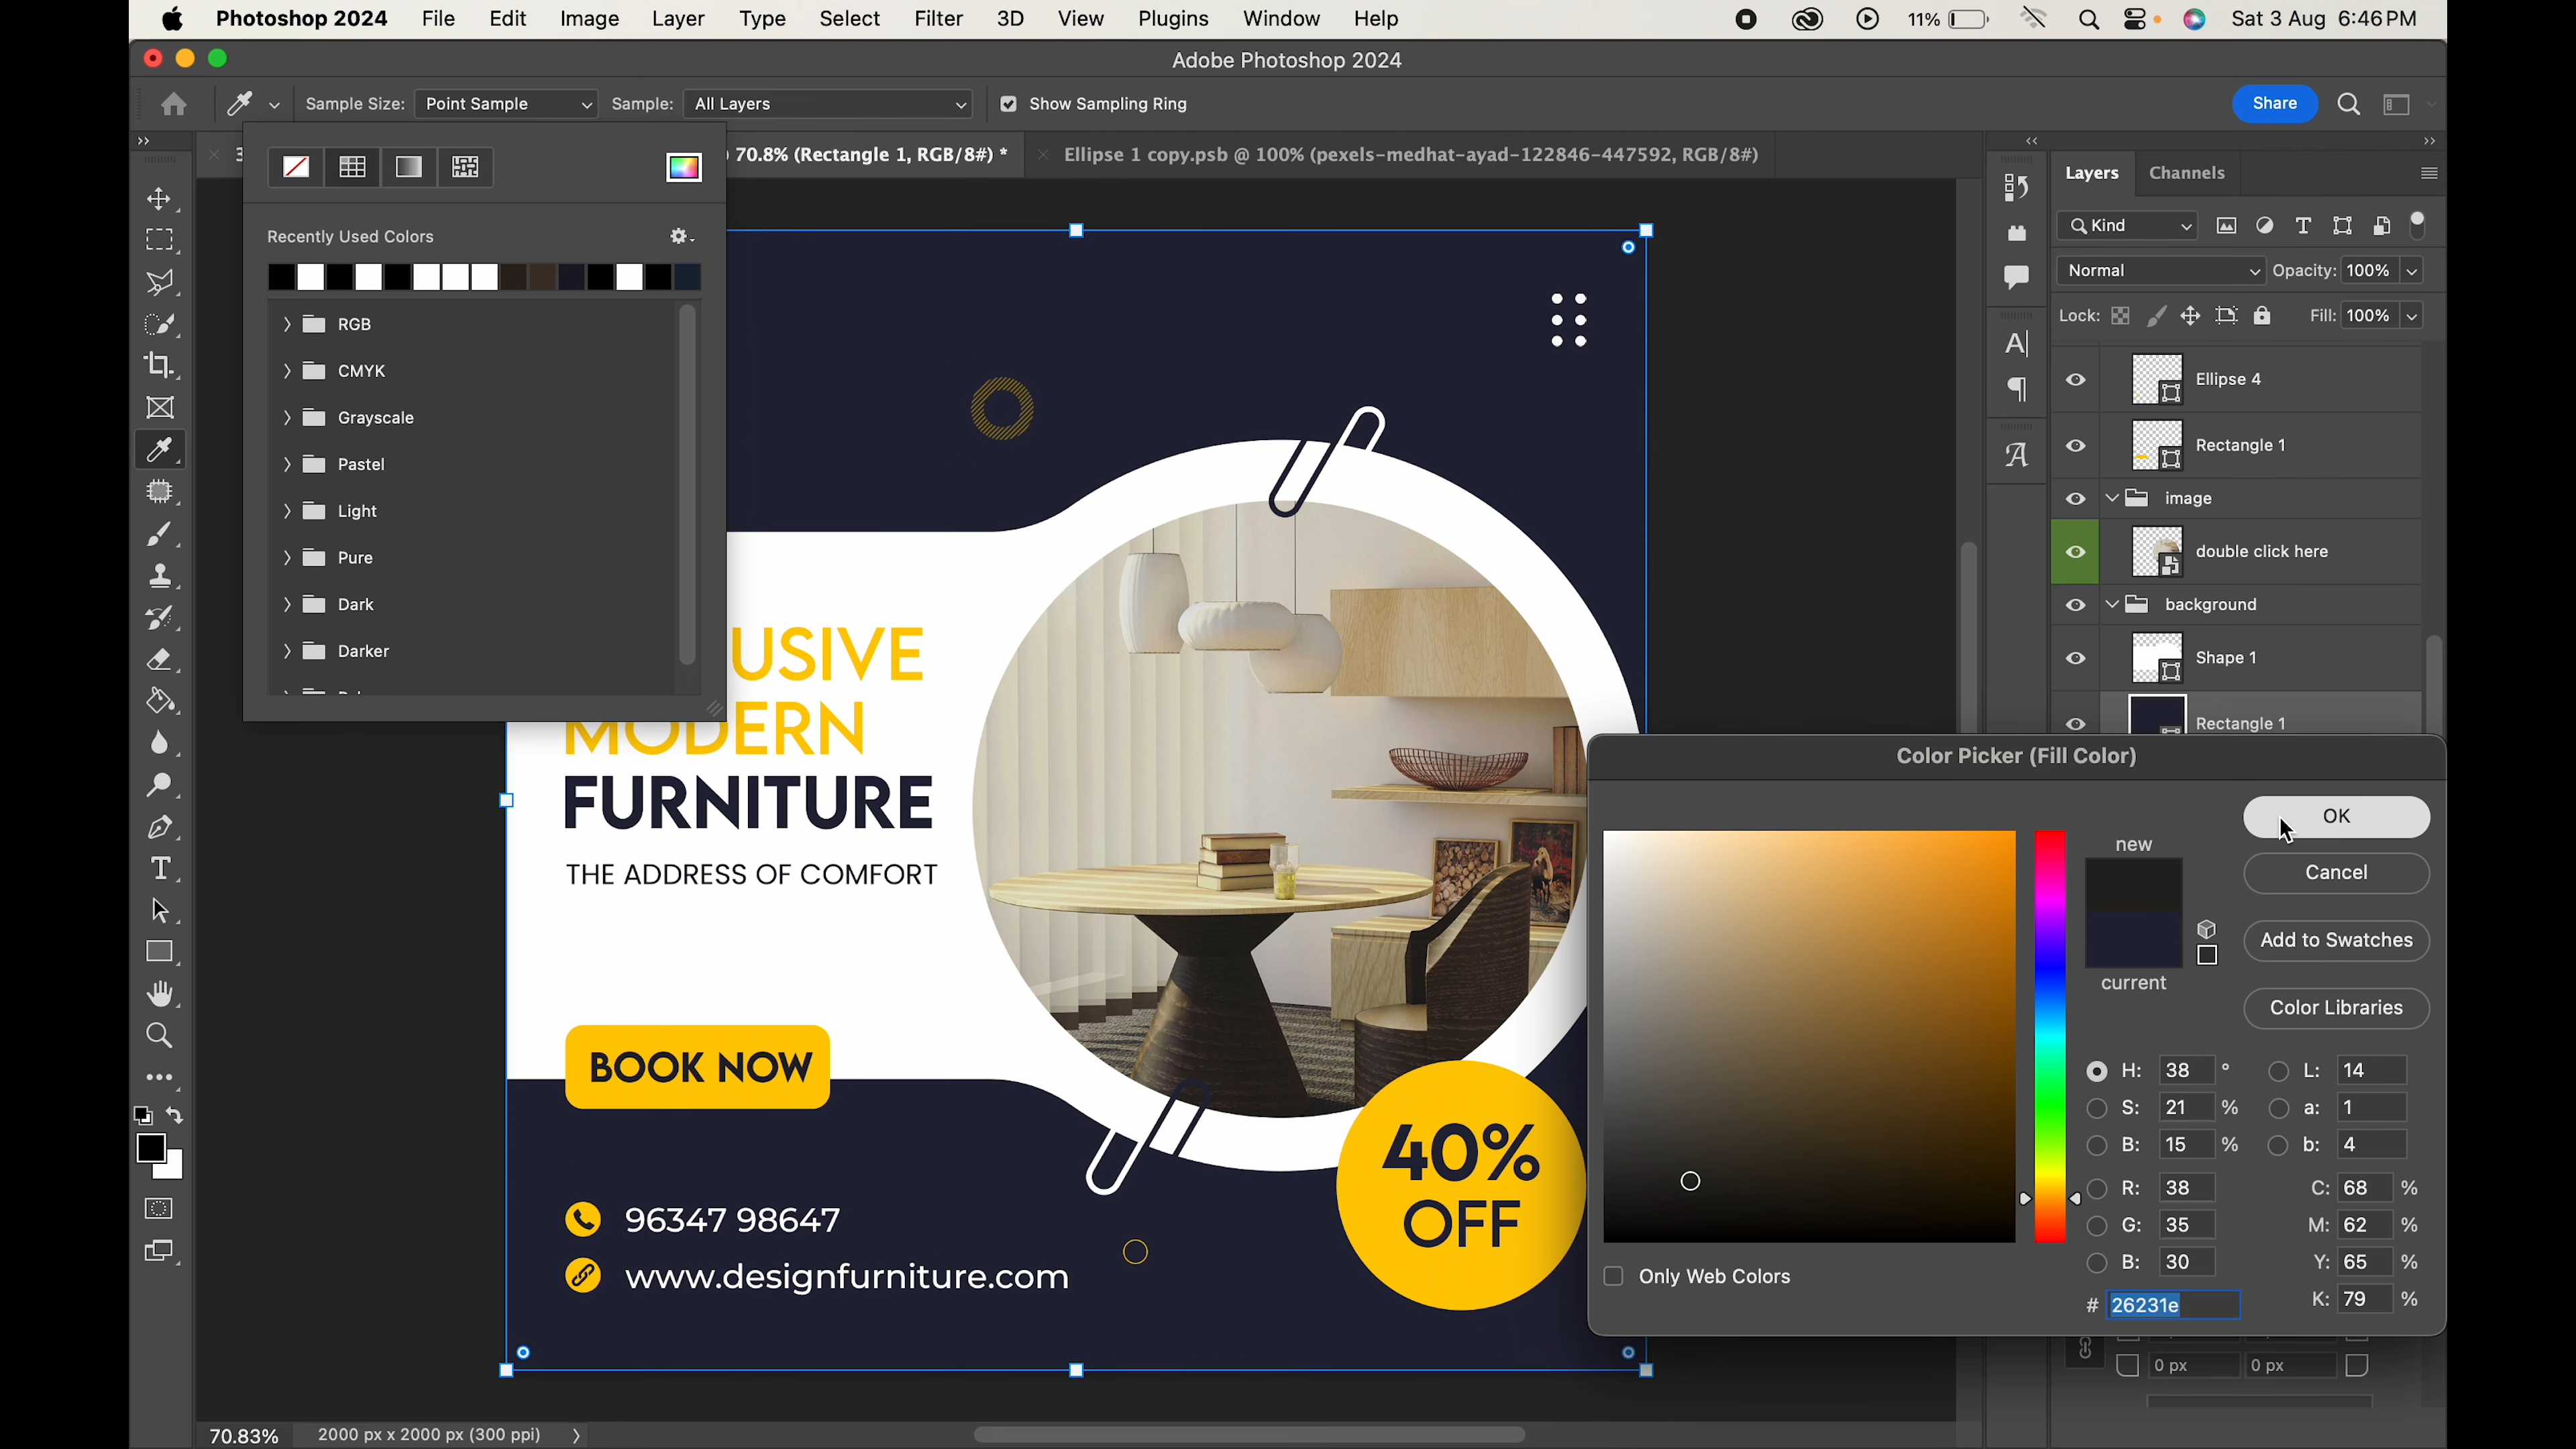 Photoshop 2024 File Edit Image Layer Type Select Filter 3D View Plugins Window Help 11% Sat 3 Aug 6:46 PM
Adobe Photoshop 2024
Sample Size: Point Sample Sample: All Layers Show Sampling Ring Share
3 70.8% (Rectangle 1, RGB/8#) * Ellipse 1 copy.psb @ 100% (pexels-medhat-ayad-122846-447592, RGB/8#)
Recently Used Colors
RGB
CMYK
Grayscale
Pastel
Light
Pure
Dark
Darker
USIVE
MODERN
FURNITURE
THE ADDRESS OF COMFORT
BOOK NOW
96347 98647
www.designfurniture.com
40%
OFF
Layers Channels
Kind
Normal Opacity: 100%
Lock: Fill: 100%
Ellipse 4
Rectangle 1
image
double click here
background
Shape 1
Rectangle 1
Color Picker (Fill Color)
new
current
OK
Cancel
Add to Swatches
Color Libraries
H: 38 ° L: 14
S: 21 % a: 1
B: 15 % b: 4
R: 38 C: 68 %
G: 35 M: 62 %
B: 30 Y: 65 %
# 26231e K: 79 %
Only Web Colors
0 px 0 px
70.83% 2000 px x 2000 px (300 ppi)